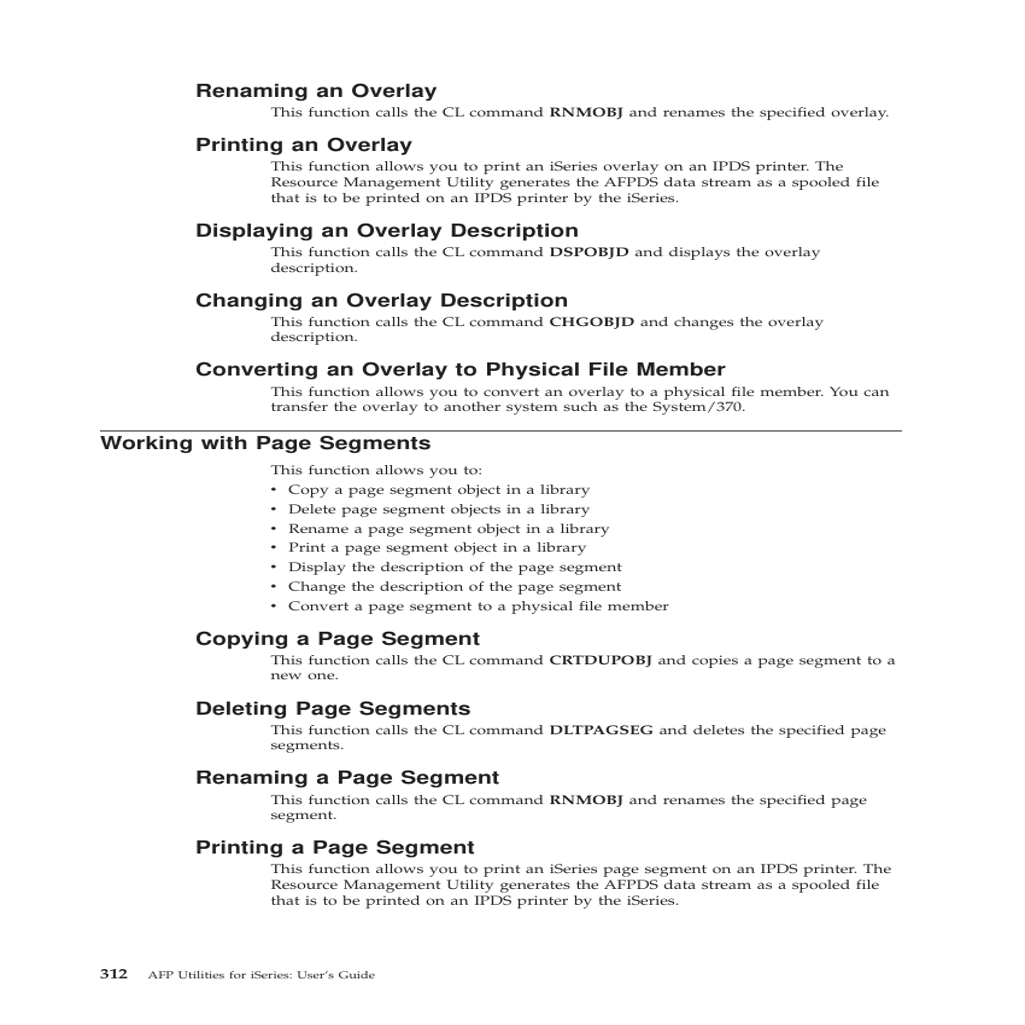 Renaming an Overlay
This function calls the CL command RNMOBJ and renames the specified overlay.
Printing an Overlay
This function allows you to print an iSeries overlay on an IPDS printer. The
Resource Management Utility generates the AFPDS data stream as a spooled file
that is to be printed on an IPDS printer by the iSeries.
Displaying an Overlay Description
This function calls the CL command DSPOBJD and displays the overlay
description.
Changing an Overlay Description
This function calls the CL command CHGOBJD and changes the overlay
description.
Converting an Overlay to Physical File Member
This function allows you to convert an overlay to a physical file member. You can
transfer the overlay to another system such as the System/370.
Working with Page Segments
This function allows you to:
• Copy a page segment object in a library
• Delete page segment objects in a library
• Rename a page segment object in a library
• Print a page segment object in a library
• Display the description of the page segment
• Change the description of the page segment
• Convert a page segment to a physical file member
Copying a Page Segment
This function calls the CL command CRTDUPOBJ and copies a page segment to a
new one.
Deleting Page Segments
This function calls the CL command DLTPAGSEG and deletes the specified page
segments.
Renaming a Page Segment
This function calls the CL command RNMOBJ and renames the specified page
segment.
Printing a Page Segment
This function allows you to print an iSeries page segment on an IPDS printer. The
Resource Management Utility generates the AFPDS data stream as a spooled file
that is to be printed on an IPDS printer by the iSeries.
312 AFP Utilities for iSeries: User's Guide